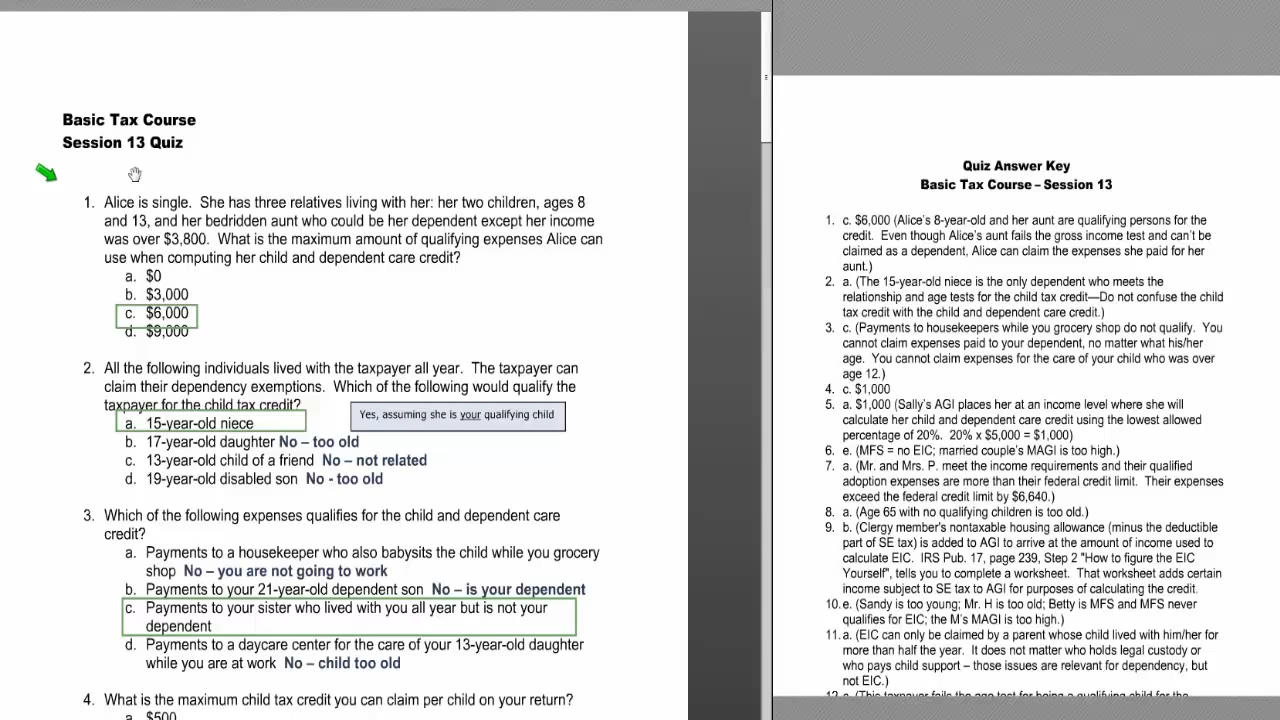 Basic Tax Course
Session 13 Quiz
1. Alice is single. She has three relatives living with her: her two children, ages 8
and 13, and her bedridden aunt who could be her dependent except her income
was over $3,800. What is the maximum amount of qualifying expenses Alice can
use when computing her child and dependent care credit?
a. $0
b. $3,000
c. $6,000
d. $9,000
2. All the following individuals lived with the taxpayer all year. The taxpayer can
claim their dependency exemptions. Which of the following would qualify the
taxpayer for the child tax credit?
a. 15-year-old niece
Yes, assuming she is your qualifying child
b. 17-year-old daughter No – too old
c. 13-year-old child of a friend No – not related
d. 19-year-old disabled son No - too old
3. Which of the following expenses qualifies for the child and dependent care
credit?
a. Payments to a housekeeper who also babysits the child while you grocery
shop No – you are not going to work
b. Payments to your 21-year-old dependent son No – is your dependent
c. Payments to your sister who lived with you all year but is not your
dependent
d. Payments to a daycare center for the care of your 13-year-old daughter
while you are at work No – child too old
4. What is the maximum child tax credit you can claim per child on your return?
a. $500
Quiz Answer Key
Basic Tax Course – Session 13
1. c. $6,000 (Alice's 8-year-old and her aunt are qualifying persons for the
credit. Even though Alice's aunt fails the gross income test and can't be
claimed as a dependent, Alice can claim the expenses she paid for her
aunt.)
2. a. (The 15-year-old niece is the only dependent who meets the
relationship and age tests for the child tax credit—Do not confuse the child
tax credit with the child and dependent care credit.)
3. c. (Payments to housekeepers while you grocery shop do not qualify. You
cannot claim expenses paid to your dependent, no matter what his/her
age. You cannot claim expenses for the care of your child who was over
age 12.)
4. c. $1,000
5. a. $1,000 (Sally's AGI places her at an income level where she will
calculate her child and dependent care credit using the lowest allowed
percentage of 20%. 20% x $5,000 = $1,000)
6. e. (MFS = no EIC; married couple's MAGI is too high.)
7. a. (Mr. and Mrs. P. meet the income requirements and their qualified
adoption expenses are more than their federal credit limit. Their expenses
exceed the federal credit limit by $6,640.)
8. a. (Age 65 with no qualifying children is too old.)
9. b. (Clergy member's nontaxable housing allowance (minus the deductible
part of SE tax) is added to AGI to arrive at the amount of income used to
calculate EIC. IRS Pub. 17, page 239, Step 2 "How to figure the EIC
Yourself", tells you to complete a worksheet. That worksheet adds certain
income subject to SE tax to AGI for purposes of calculating the credit.
10. e. (Sandy is too young; Mr. H is too old; Betty is MFS and MFS never
qualifies for EIC; the M's MAGI is too high.)
11. a. (EIC can only be claimed by a parent whose child lived with him/her for
more than half the year. It does not matter who holds legal custody or
who pays child support – those issues are relevant for dependency, but
not EIC.)
(This taxpayer fails the age test for being a qualifying child for the